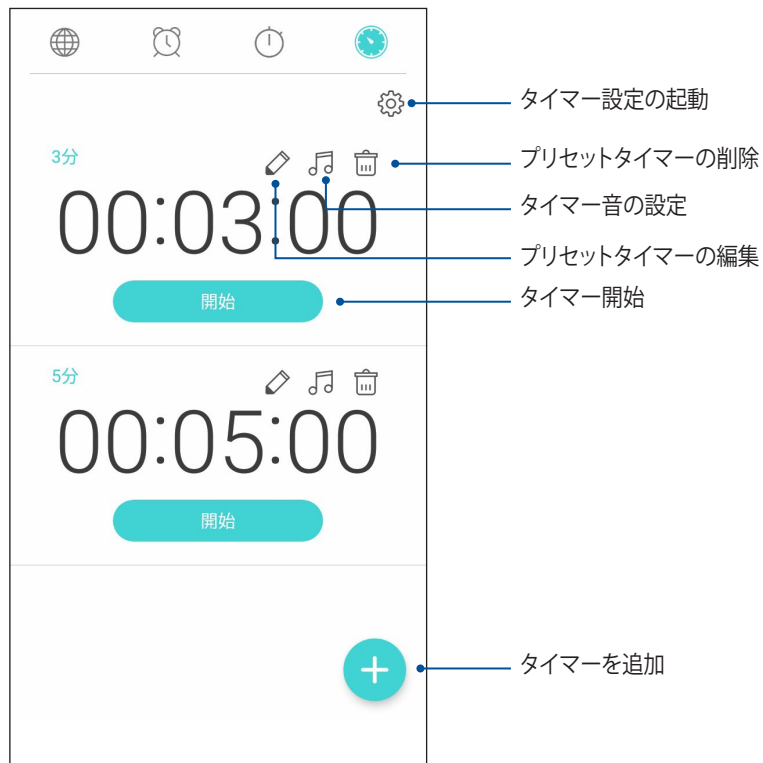 タイマー設定の起動
3分
プリセットタイマーの削除
00:03:00
タイマー音の設定
プリセットタイマーの編集
開始
タイマー開始
5分
00:05:00
開始
タイマーを追加